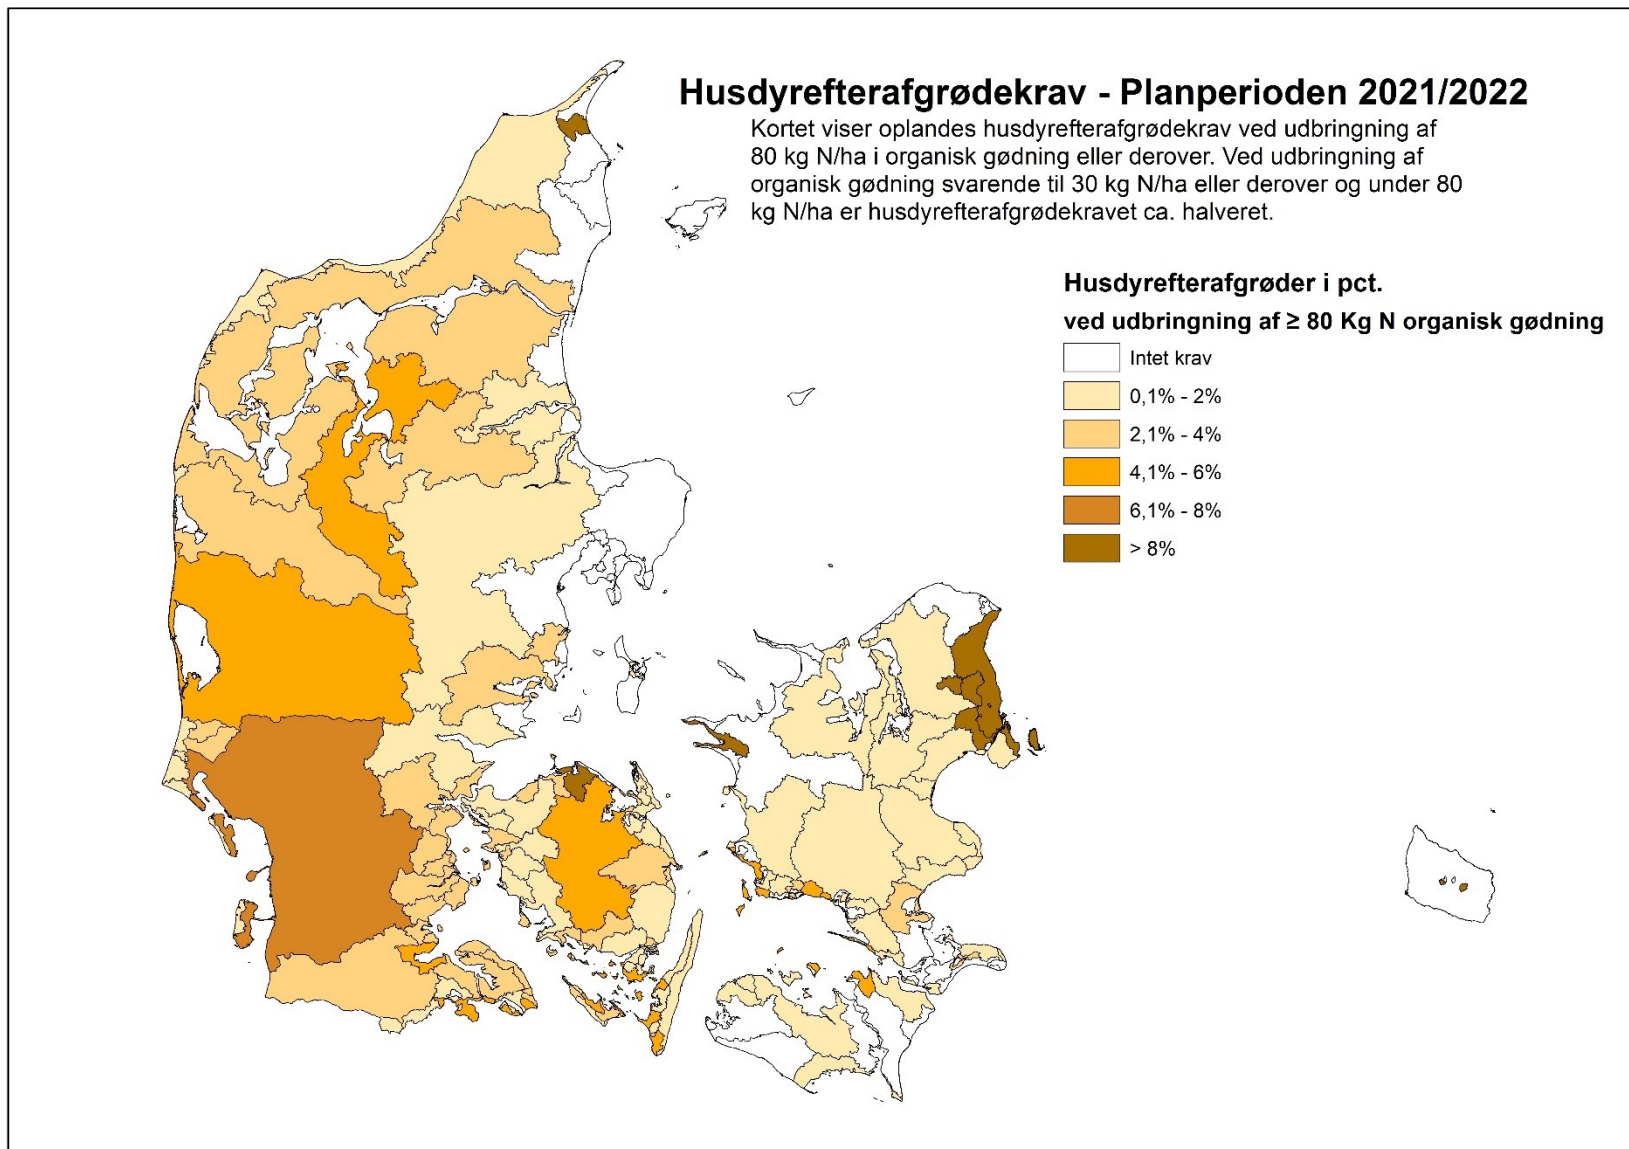 Husdyrefterafgrødekrav - Planperioden 2021/2022
Kortet viser oplandes husdyrefterafgrødekrav ved udbringning af
80 kg N/ha i organisk gødning eller derover. Ved udbringning af
organisk gødning svarende til 30 kg N/ha eller derover og under 80
kg N/ha er husdyrefterafgrødekravet ca. halveret.
Husdyrefterafgrøder i pct.
ved udbringning af ≥ 80 Kg N organisk gødning
Intet krav
0,1% - 2%
2,1% - 4%
4,1% - 6%
6,1% - 8%
> 8%